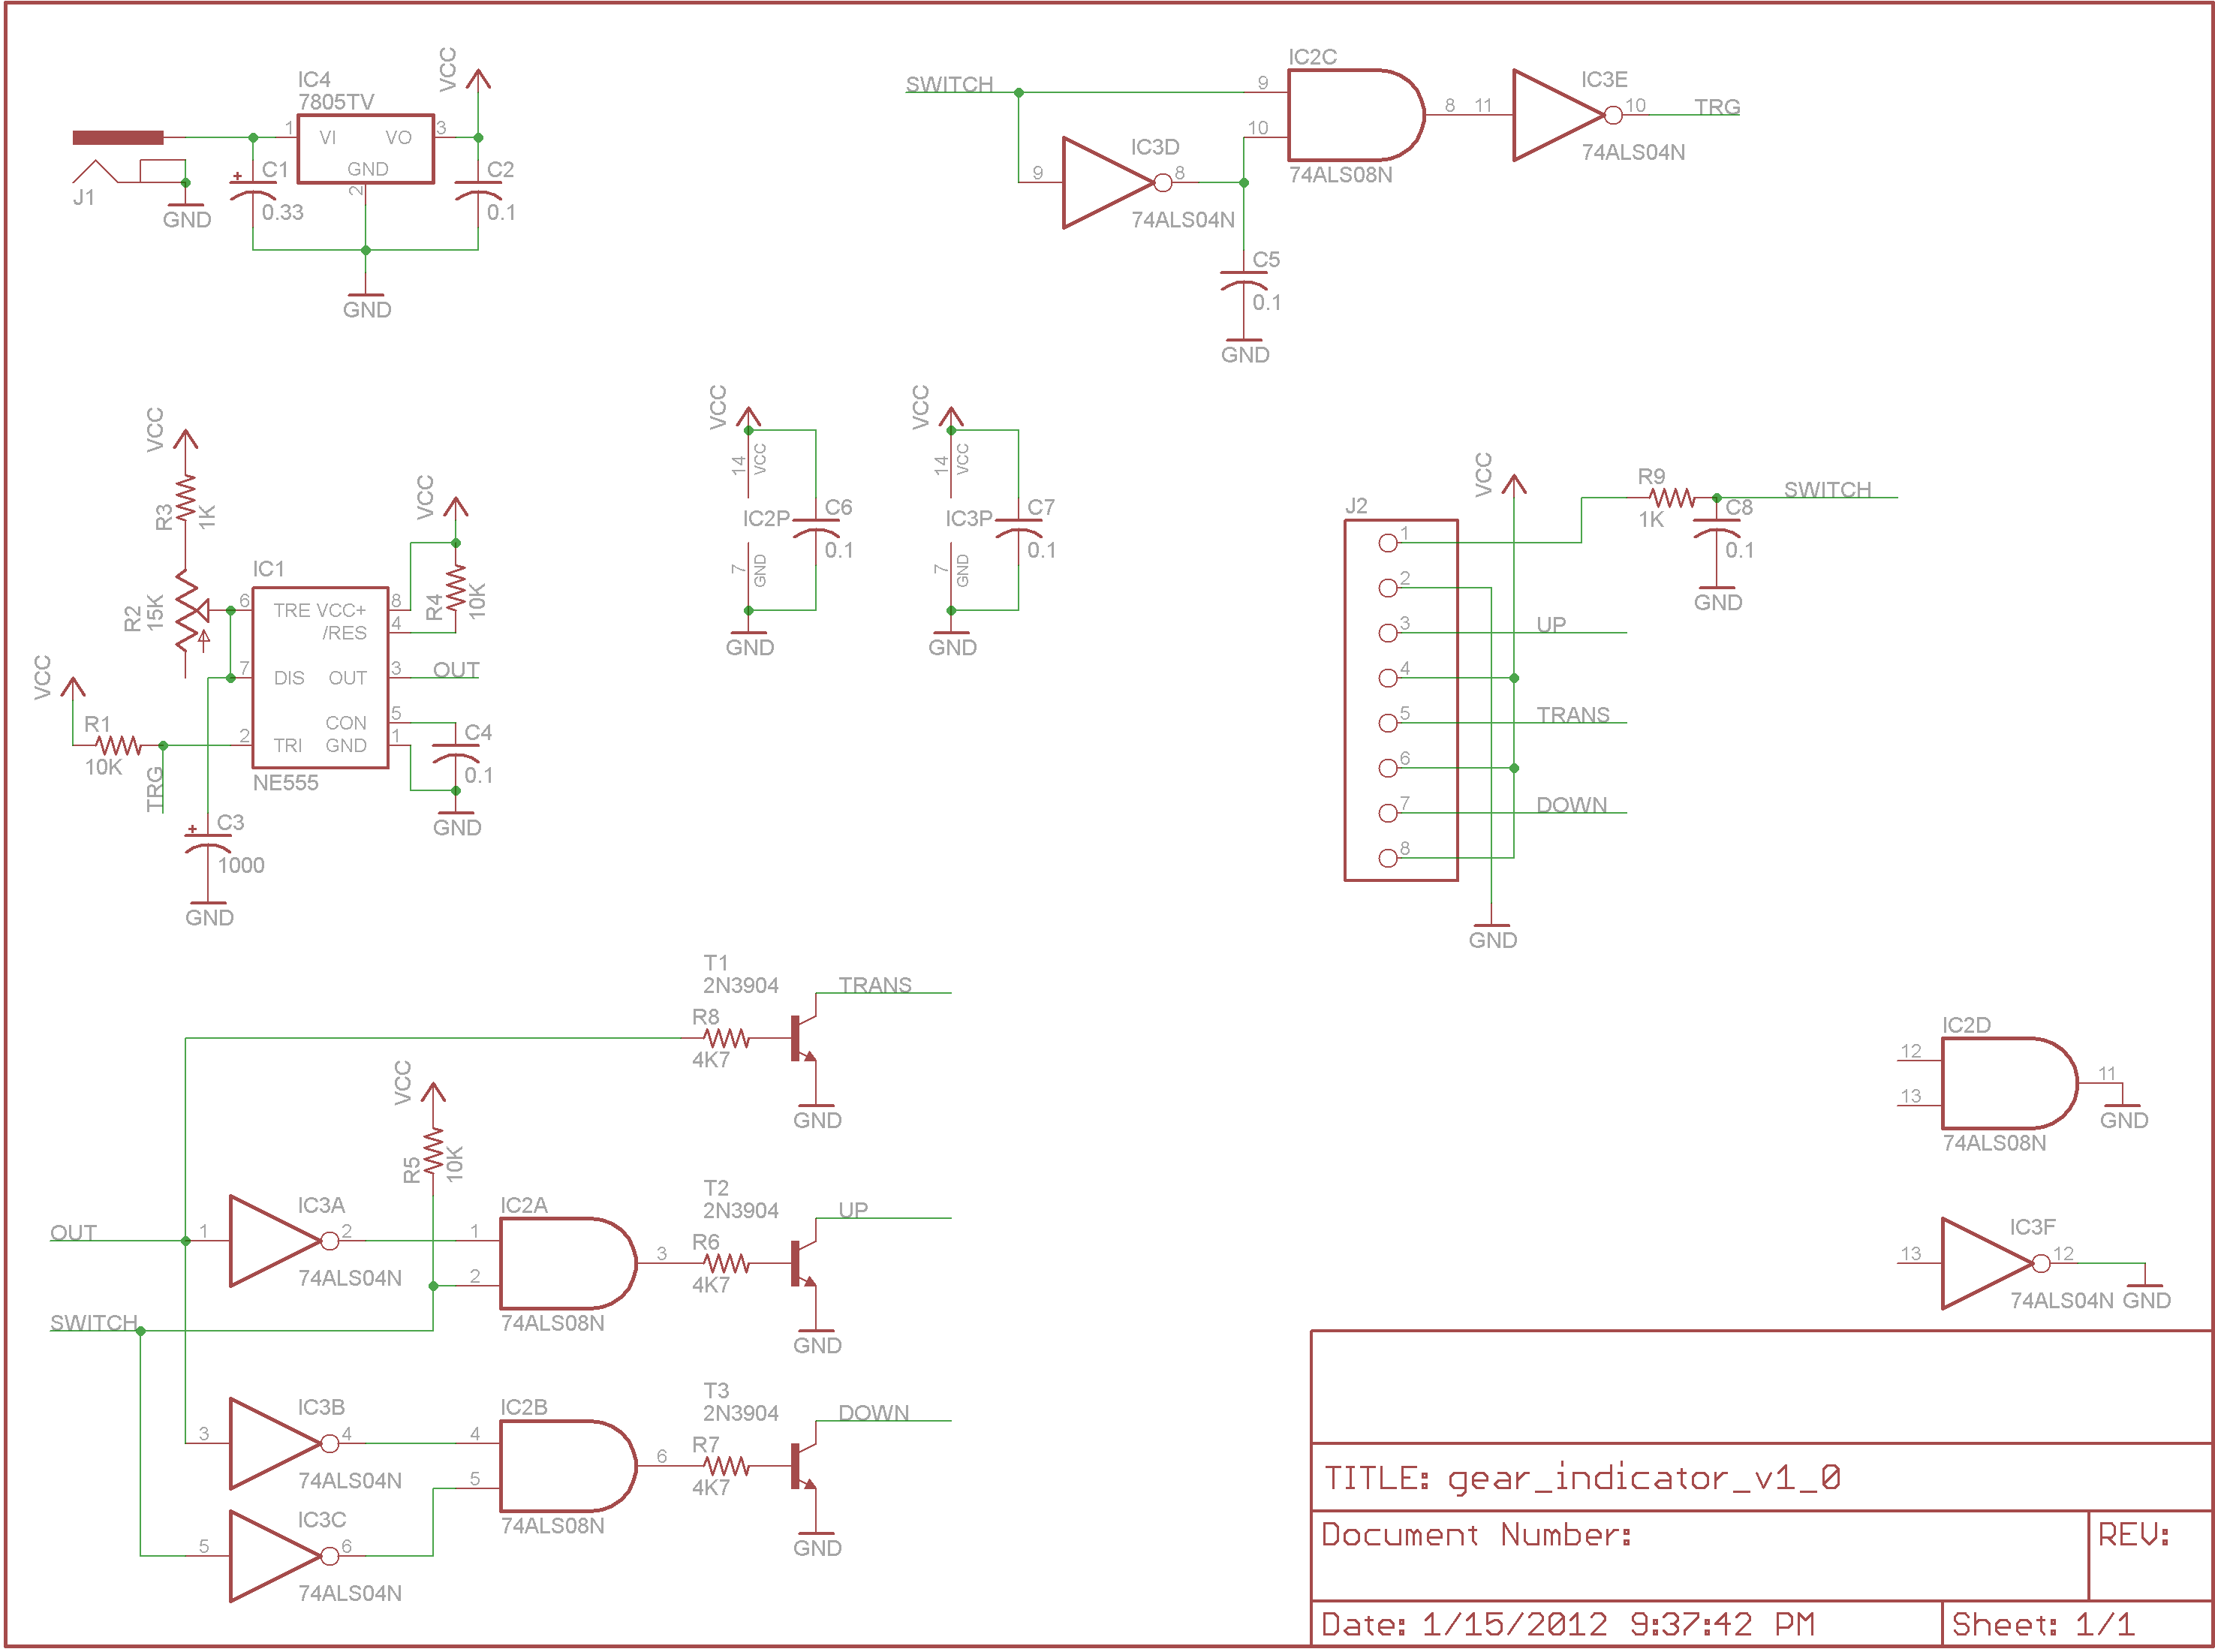 IC4
7805TV
VCC
1
VI
VO
3
GND
2
J1
GND
+
C1
0.33
C2
0.1
GND
SWITCH
IC2C
9
10
8
74ALS08N
IC3D
9
8
74ALS04N
11
IC3E
10
TRG
74ALS04N
C5
0.1
GND
VCC
R3
1K
R2
15K
VCC
R1
10K
TRG
IC1
6
TRE
VCC+
8
/RES
4
7
DIS
OUT
3
OUT
CON
5
2
TRI
GND
1
NE555
VCC
R4
10K
C4
0.1
GND
+
C3
1000
GND
VCC
14
VCC
IC2P
7
GND
C6
0.1
GND
VCC
14
VCC
IC3P
7
GND
C7
0.1
GND
J2
VCC
1
2
3
UP
4
5
TRANS
6
7
DOWN
8
GND
R9
1K
SWITCH
C8
0.1
GND
T1
2N3904
TRANS
R8
4K7
GND
VCC
R5
10K
OUT
1
IC3A
2
74ALS04N
1
2
IC2A
3
74ALS08N
T2
2N3904
UP
R6
4K7
GND
SWITCH
3
IC3B
4
74ALS04N
5
IC3C
6
74ALS04N
4
5
IC2B
6
74ALS08N
T3
2N3904
DOWN
R7
4K7
GND
IC2D
12
13
11
74ALS08N
GND
13
IC3F
12
74ALS04N
GND
TITLE: gear_indicator_v1_0
Document Number:
REV:
Date: 1/15/2012 9:37:42 PM
Sheet: 1/1